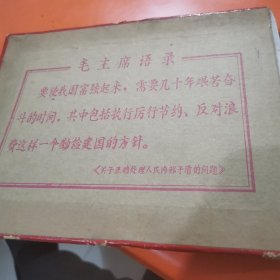 毛主席语录
要使我国富强起来，需要几十年艰苦奋
斗的时间，其中包括执行厉行节约、反对浪
费这样一个勤俭建国的方针。
《关于正确处理人民内部矛盾的问题》